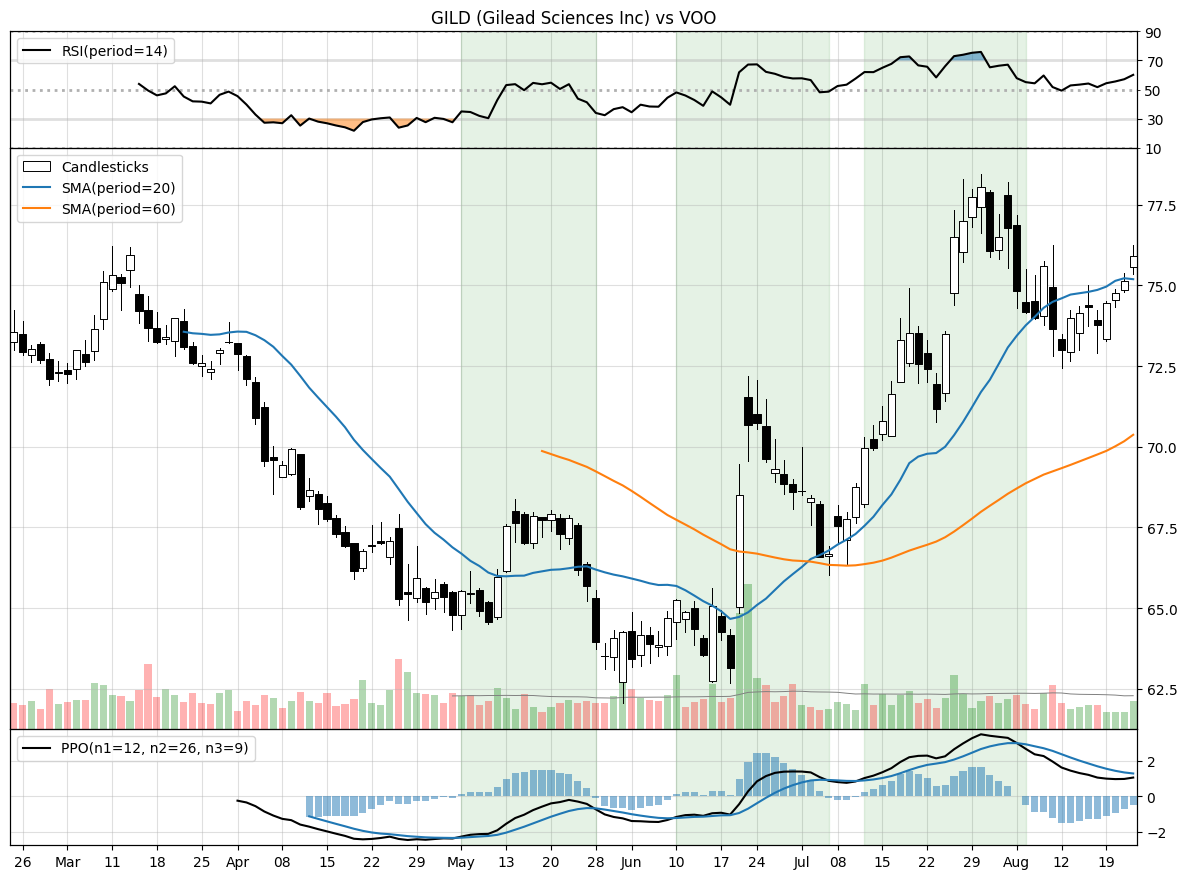 GILD (Gilead Sciences Inc) vs VOO
RSI(period=14)
90
70
50
30
10
Candlesticks
SMA(period=20)
SMA(period=60)
77.5
75.0
72.5
70.0
67.5
65.0
62.5
PPO(n1=12, n2=26, n3=9)
2
0
−2
26 Mar 11 18 25 Apr 08 15 22 29 May 13 20 28 Jun 10 17 24 Jul 08 15 22 29 Aug 12 19